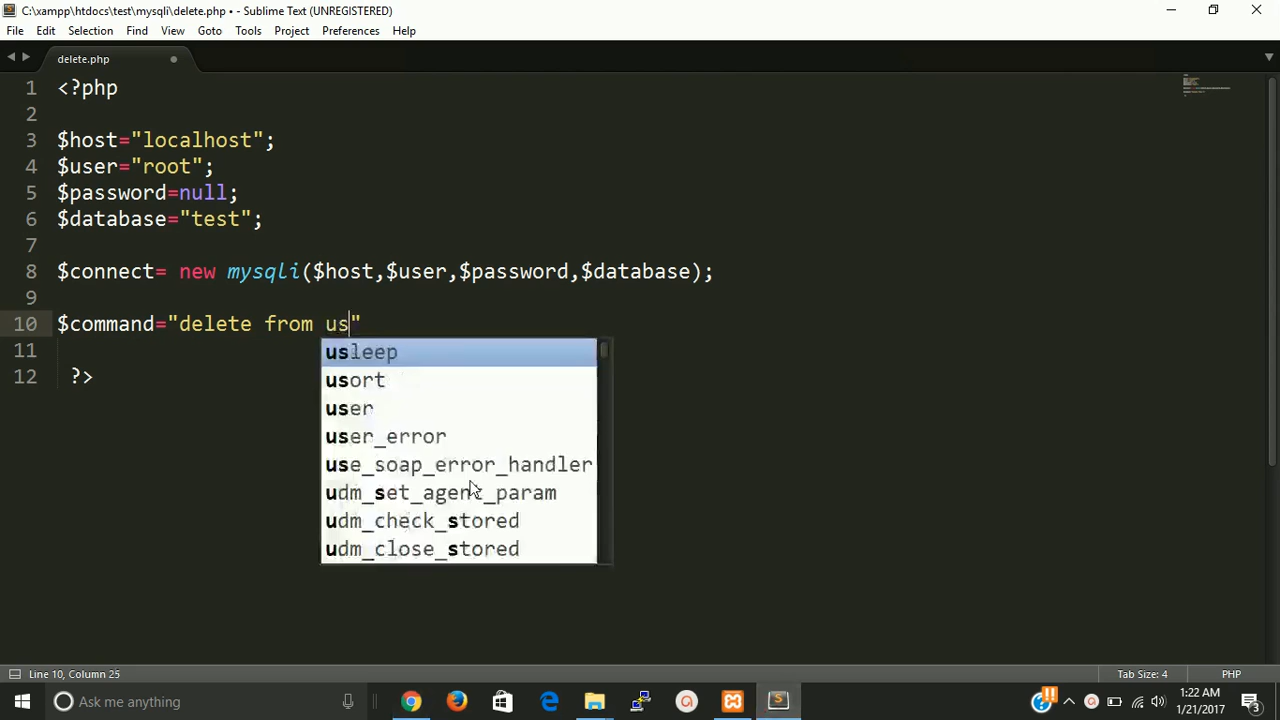 C:\xampp\htdocs\test\mysqli\delete.php • - Sublime Text (UNREGISTERED)
File Edit Selection Find View Goto Tools Project Preferences Help
delete.php
1 <?php
2
3 $host="localhost";
4 $user="root";
5 $password=null;
6 $database="test";
7
8 $connect= new mysqli($host,$user,$password,$database);
9
10 $command="delete from us"
11
12 ?>
usleep
usort
user
user_error
use_soap_error_handler
udm_set_agent_param
udm_check_stored
udm_close_stored
Line 10, Column 25 Tab Size: 4 PHP
Ask me anything 1:22 AM
1/21/2017 3